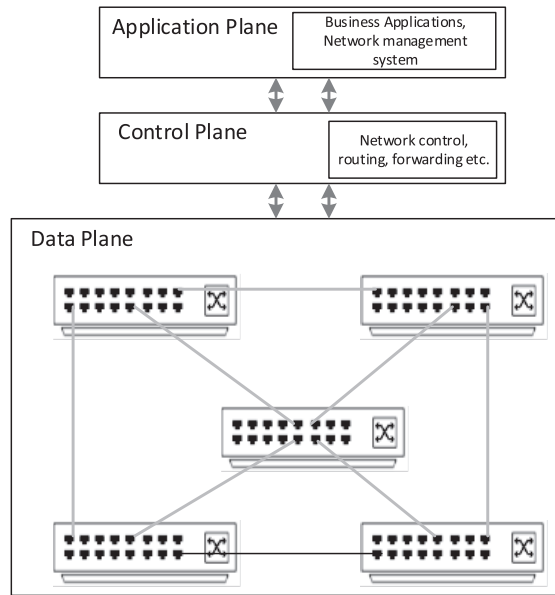 Application Plane
Business Applications,
Network management
system
Control Plane
Network control,
routing, forwarding etc.
Data Plane